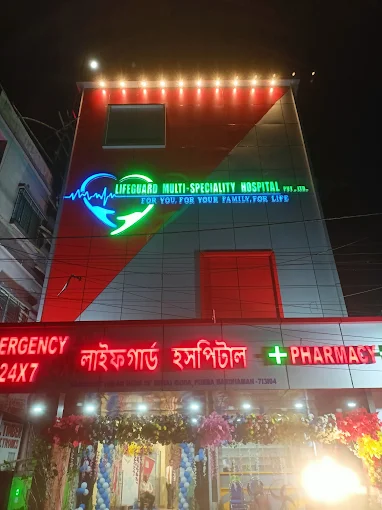 LIFEGUARD MULTI-SPECIALITY HOSPITAL PVT. LTD.
FOR YOU, FOR YOUR FAMILY, FOR LIFE
ERGENCY
24X7
লাইফগার্ড হসপিটাল
PHARMACY